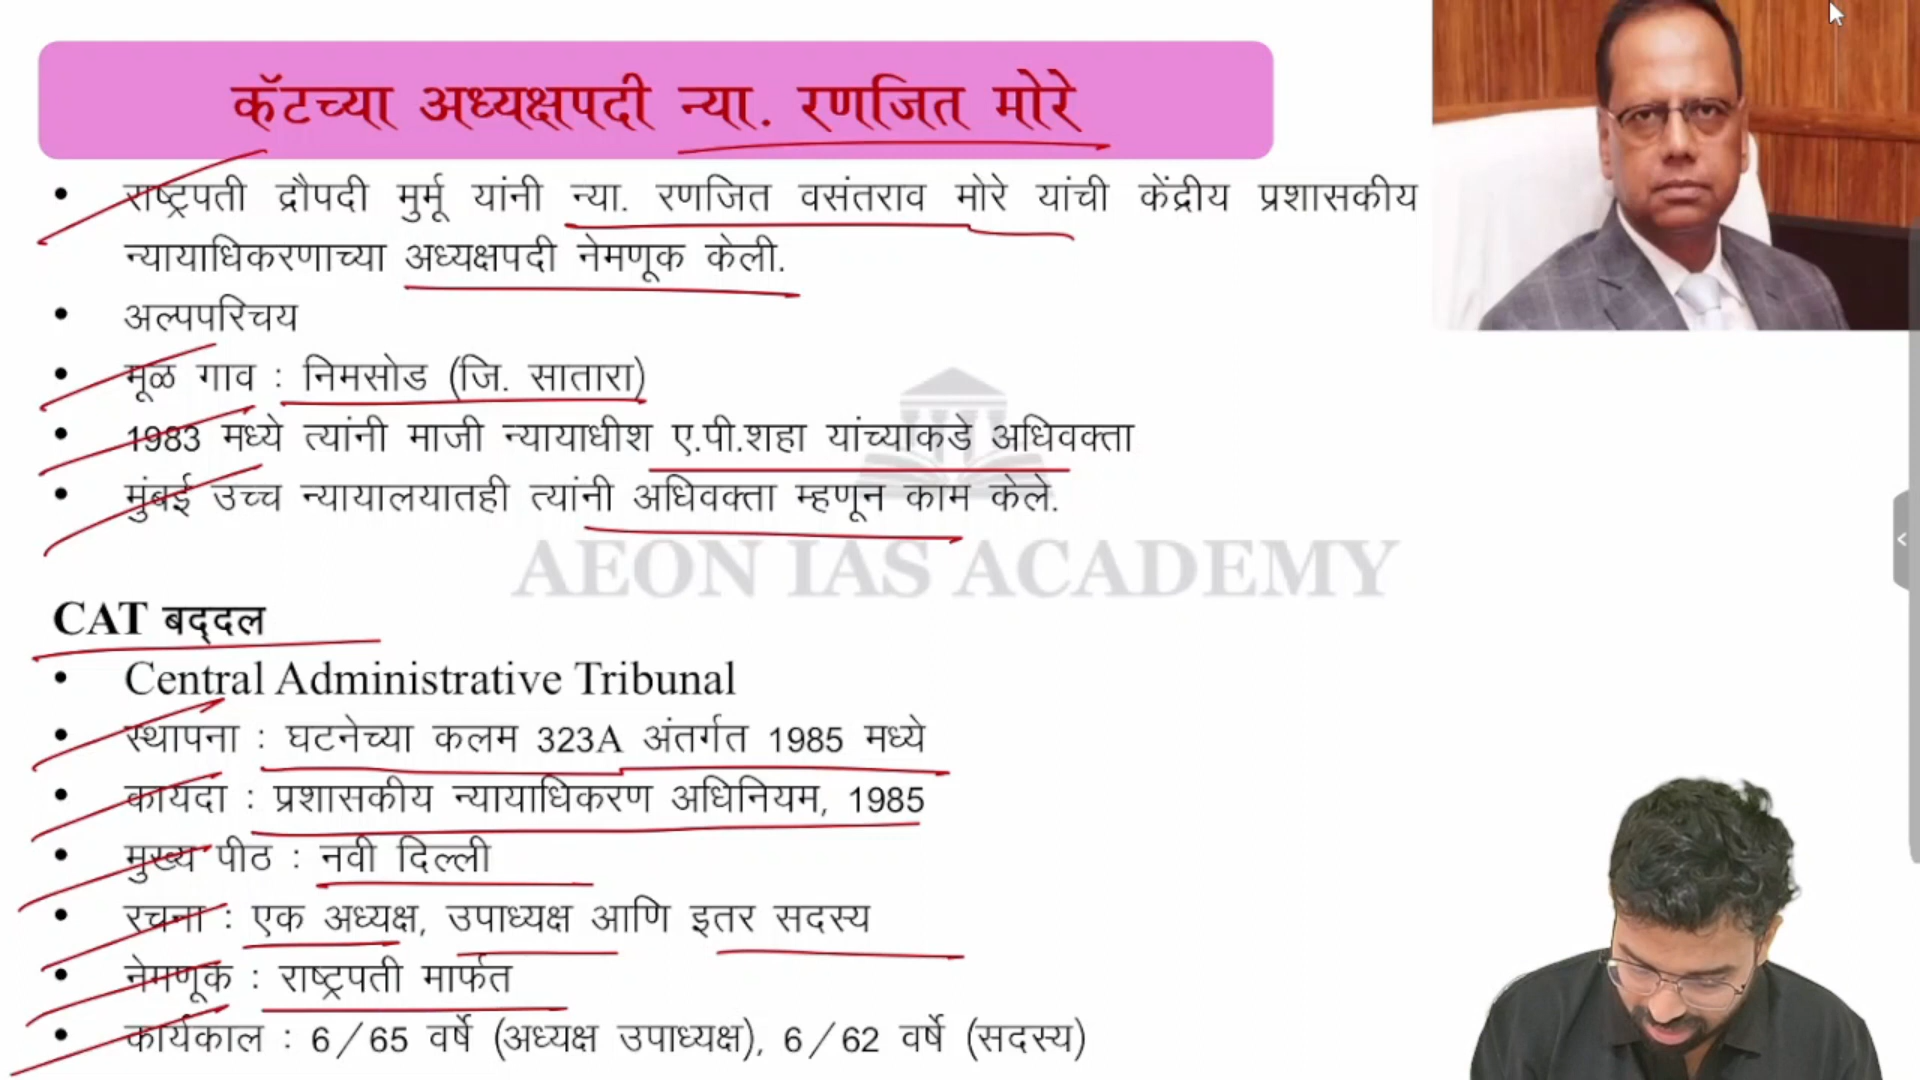 कॅटच्या अध्यक्षपदी न्या. रणजित मोरे
• राष्ट्रपती द्रौपदी मुर्मू यांनी न्या. रणजित वसंतराव मोरे यांची केंद्रीय प्रशासकीय
न्यायाधिकरणाच्या अध्यक्षपदी नेमणूक केली.
• अल्पपरिचय
• मूळ गाव : निमसोड (जि. सातारा)
• 1983 मध्ये त्यांनी माजी न्यायाधीश ए.पी.शहा यांच्याकडे अधिवक्ता
• मुंबई उच्च न्यायालयातही त्यांनी अधिवक्ता म्हणून काम केले.
AEON IAS ACADEMY
CAT बद्दल
• Central Administrative Tribunal
• स्थापना : घटनेच्या कलम 323A अंतर्गत 1985 मध्ये
• कायदा : प्रशासकीय न्यायाधिकरण अधिनियम, 1985
• मुख्य पीठ : नवी दिल्ली
• रचना : एक अध्यक्ष, उपाध्यक्ष आणि इतर सदस्य
• नेमणूक : राष्ट्रपती मार्फत
• कार्यकाल : 6/65 वर्षे (अध्यक्ष उपाध्यक्ष), 6/62 वर्षे (सदस्य)